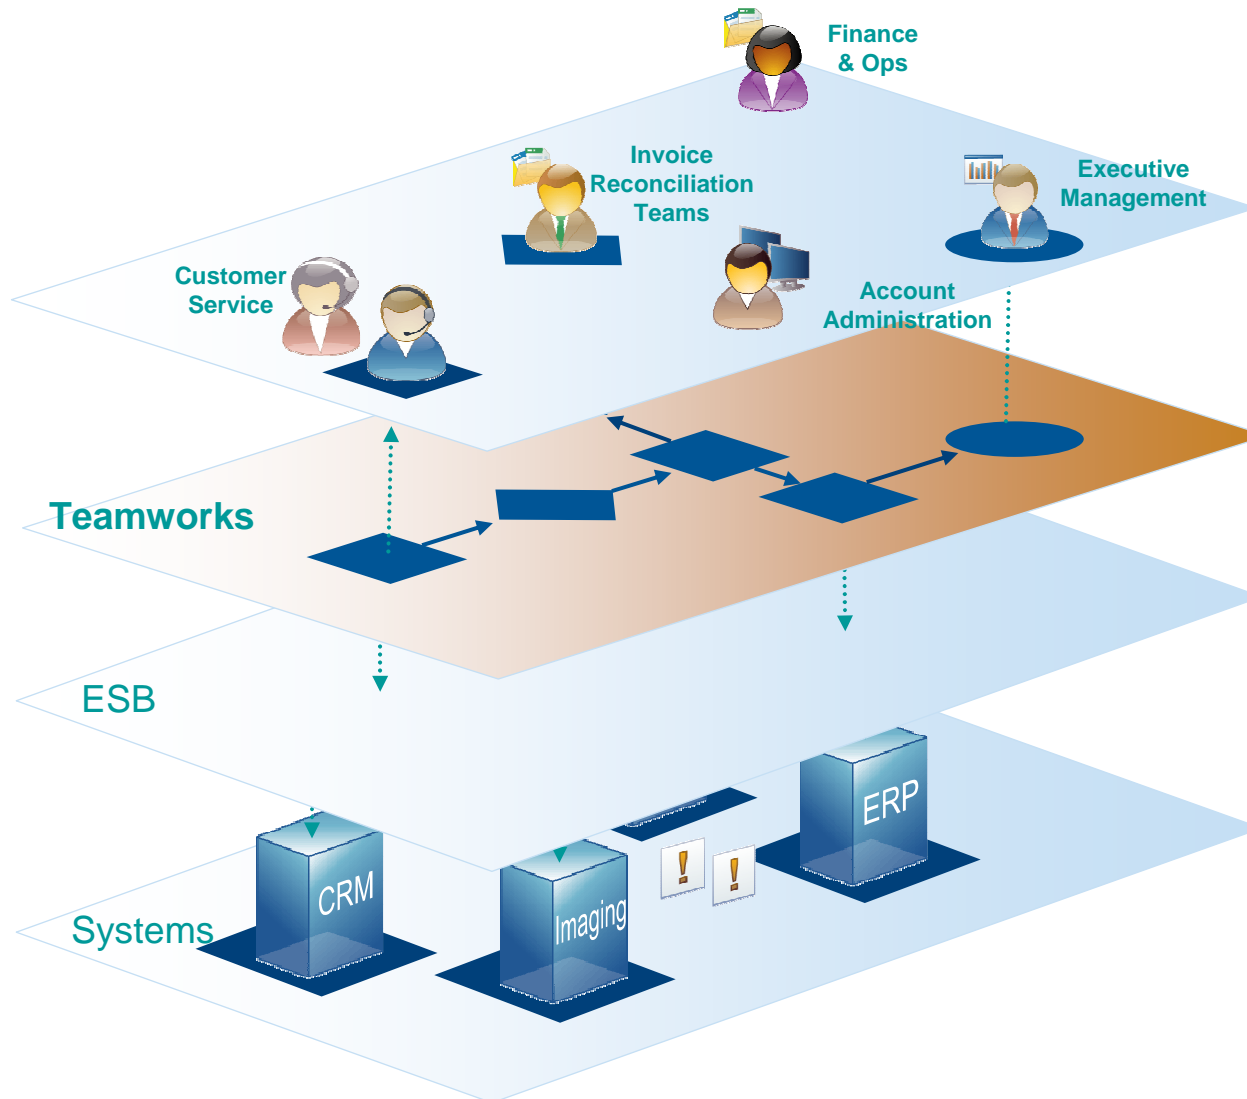 Finance
& Ops
Invoice
Reconciliation
Teams
Executive
Management
Customer
Service
Account
Administration
Teamworks
ESB
ERP
CRM
Imaging
Systems
!
!